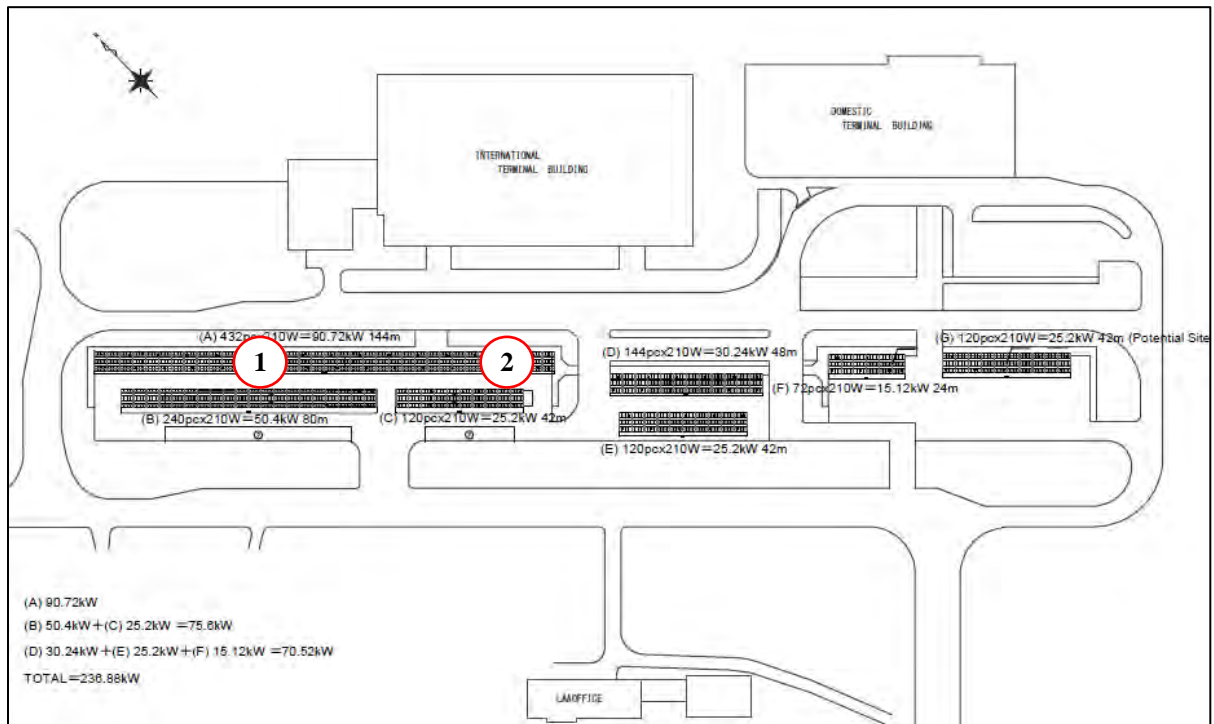 INTERNATIONAL
TERMINAL BUILDING
DOMESTIC
TERMINAL BUILDING
(A) 432pcx210W=90.72kW 144m
1
2
(B) 240pcx210W=50.4kW 80m
(C) 120pcx210W=25.2kW 42m
(D) 144pcx210W=30.24kW 48m
(E) 120pcx210W=25.2kW 42m
(F) 72pcx210W=15.12kW 24m
(G) 120pcx210W=25.2kW 42m (Potential Site
(A) 90.72kW
(B) 50.4kW+(C) 25.2kW =75.6kW
(D) 30.24kW+(E) 25.2kW+(F) 15.12kW =70.52kW
TOTAL=236.88kW